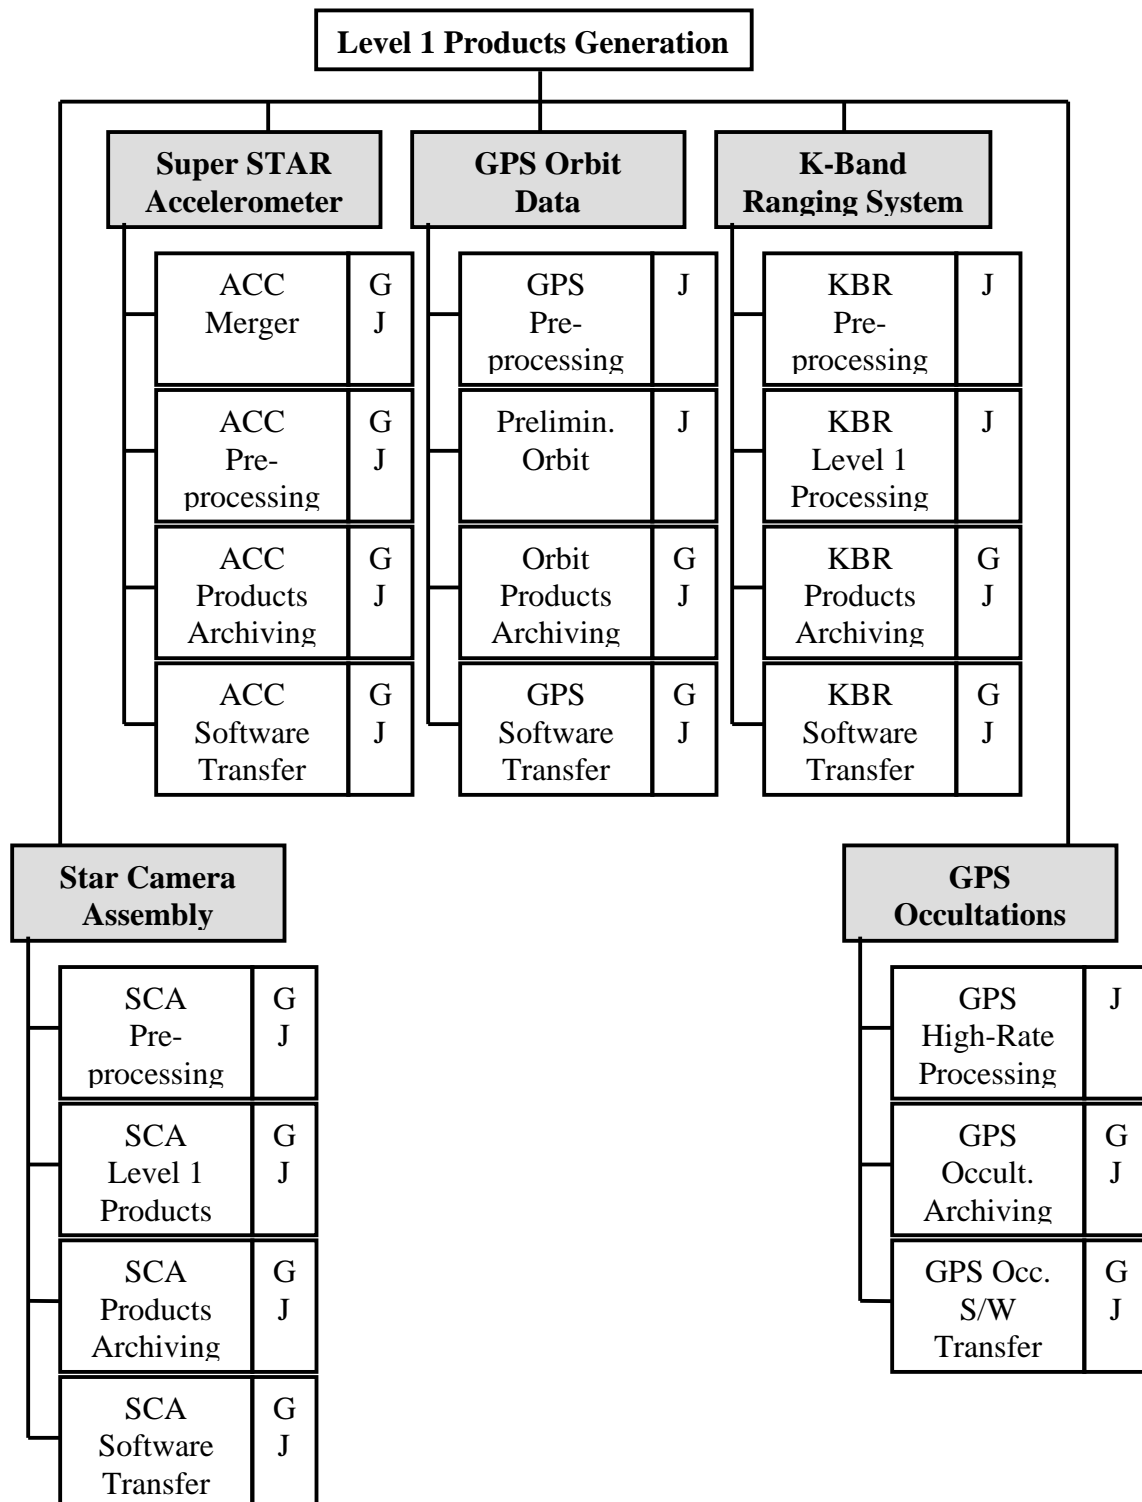 Level 1 Products Generation
Super STAR
Accelerometer
ACC
Merger
G
J
ACC
Pre-
processing
G
J
ACC
Products
Archiving
G
J
ACC
Software
Transfer
G
J
GPS Orbit
Data
GPS
Pre-
processing
J
Prelimin.
Orbit
J
Orbit
Products
Archiving
G
J
GPS
Software
Transfer
G
J
K-Band
Ranging System
KBR
Pre-
processing
J
KBR
Level 1
Processing
J
KBR
Products
Archiving
G
J
KBR
Software
Transfer
G
J
Star Camera
Assembly
SCA
Pre-
processing
G
J
SCA
Level 1
Products
G
J
SCA
Products
Archiving
G
J
SCA
Software
Transfer
G
J
GPS
Occultations
GPS
High-Rate
Processing
J
GPS
Occult.
Archiving
G
J
GPS Occ.
S/W
Transfer
G
J